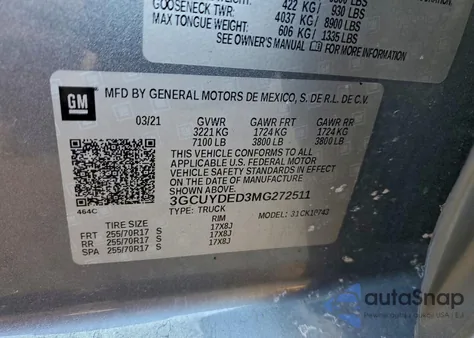 422 KG / 930 LBS
GOOSENECK TWR:
4037 KG / 8900 LBS
MAX TONGUE WEIGHT:
606 KG / 1335 LBS
SEE OWNER'S MANUAL FOR MORE INFORMATION
GM
MFD BY GENERAL MOTORS DE MEXICO, S. DE R.L. DE C.V.
03/21 GVWR GAWR FRT GAWR RR
3221 KG 1724 KG 1724 KG
7100 LB 3800 LB 3800 LB
THIS VEHICLE CONFORMS TO ALL
APPLICABLE U.S. FEDERAL MOTOR
VEHICLE SAFETY STANDARDS IN
EFFECT ON THE DATE OF
MANUFACTURE SHOWN ABOVE.
3GCUYDED3MG272511
TYPE: TRUCK MODEL:
464C
TIRE SIZE RIM
FRT 255/70R17 S 17X8J
RR 255/70R17 S 17X8J
SPA 255/70R17 S 17X8J
autoSnap